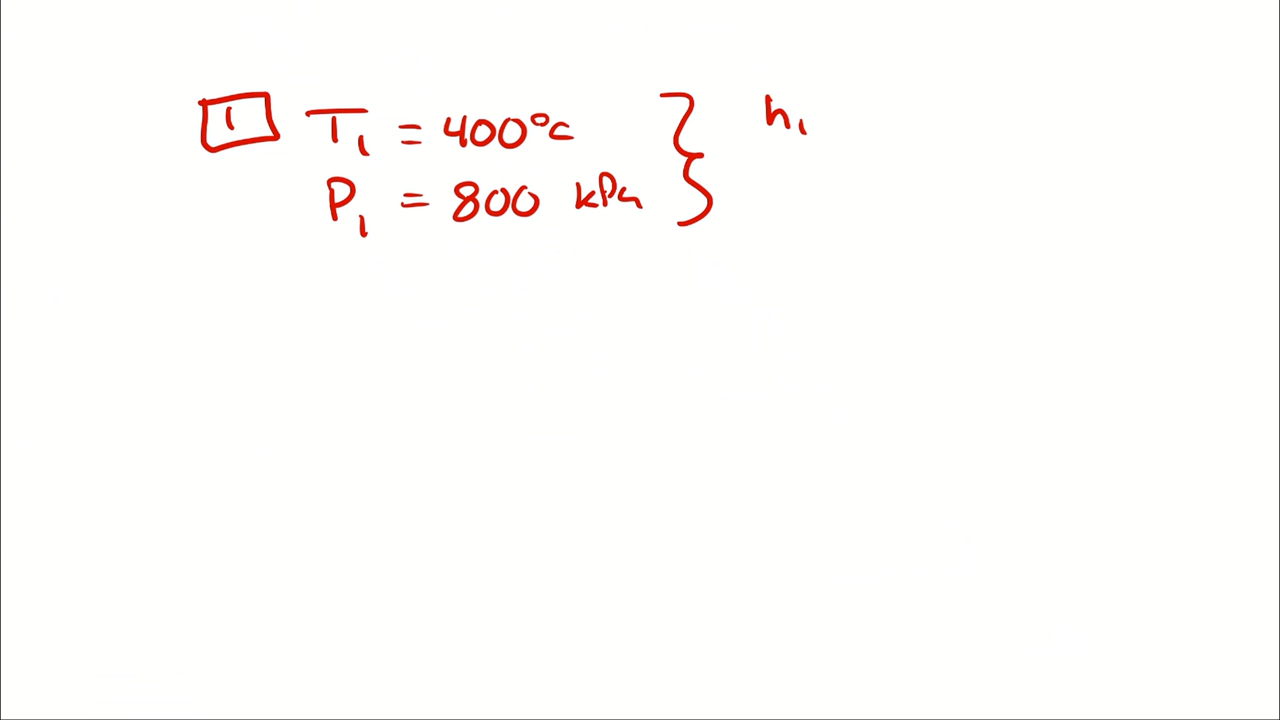 1 T₁ = 400°C } h₁
P₁ = 800 kPa